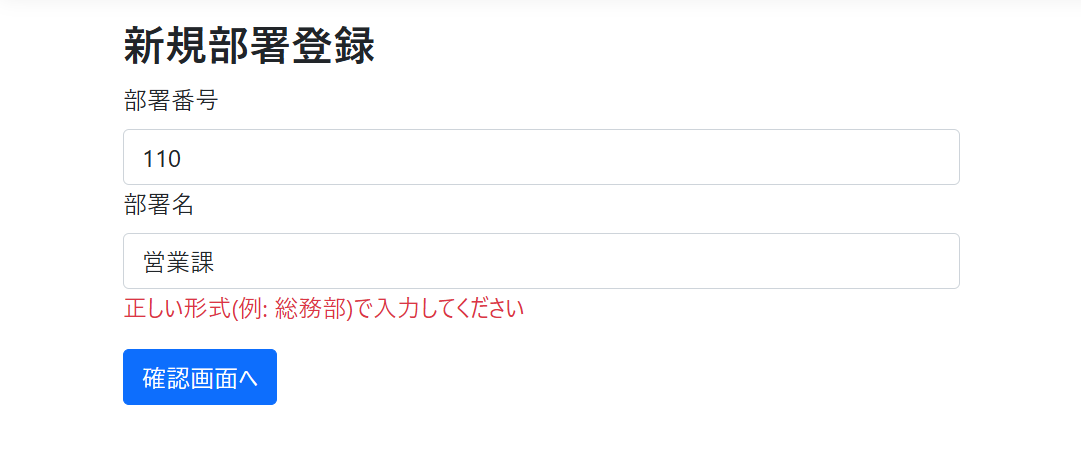 新規部署登録
部署番号
110
部署名
営業課
正しい形式(例: 総務部)で入力してください
確認画面へ